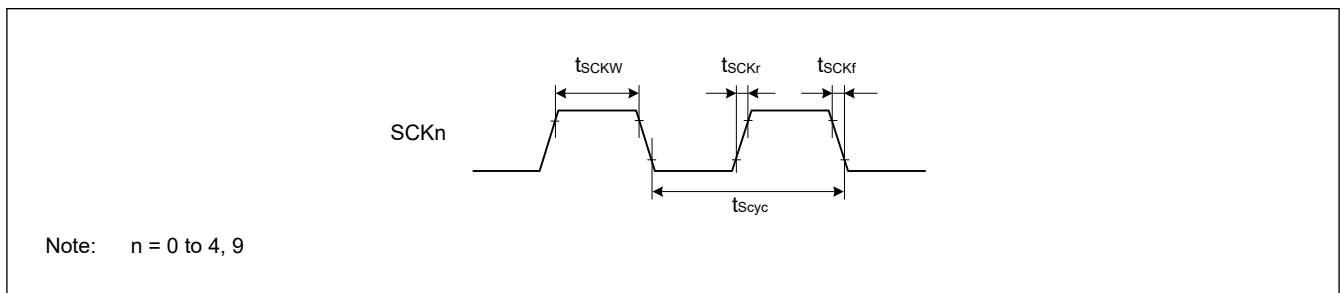 tSCKW
tSCKr
tSCKf
SCKn
tScyc
Note: n = 0 to 4, 9